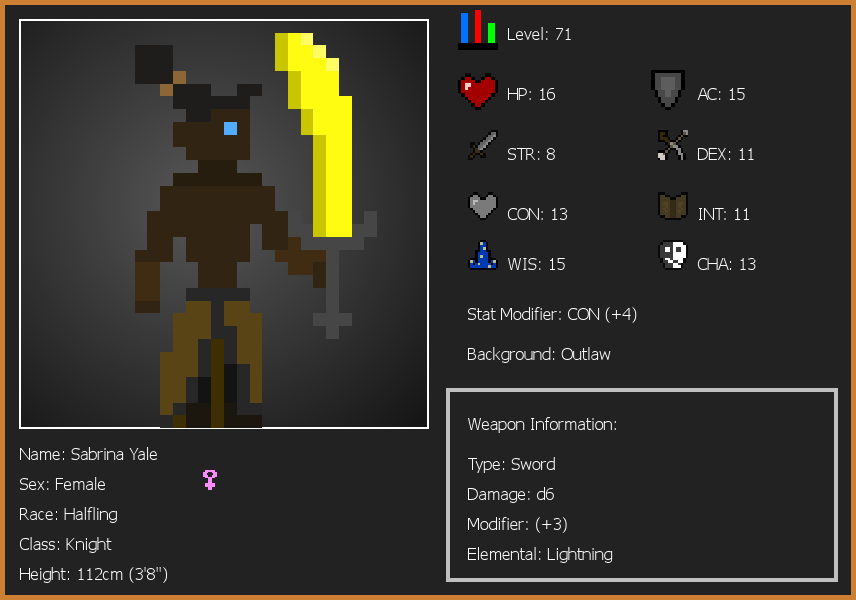 Level: 71
HP: 16
AC: 15
STR: 8
DEX: 11
CON: 13
INT: 11
WIS: 15
CHA: 13
Stat Modifier: CON (+4)
Background: Outlaw
Weapon Information:
Type: Sword
Damage: d6
Modifier: (+3)
Elemental: Lightning
Name: Sabrina Yale
Sex: Female
Race: Halfling
Class: Knight
Height: 112cm (3'8")